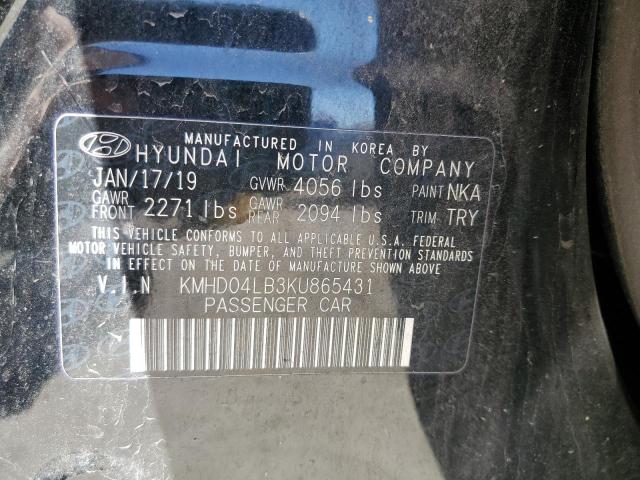 MANUFACTURED IN KOREA BY
HYUNDAI MOTOR COMPANY
JAN/17/19 GVWR 4056 lbs PAINT NKA
GAWR FRONT 2271 lbs GAWR REAR 2094 lbs TRIM TRY
THIS VEHICLE CONFORMS TO ALL APPLICABLE U.S.A. FEDERAL
MOTOR VEHICLE SAFETY, BUMPER, AND THEFT PREVENTION STANDARDS
IN EFFECT ON THE DATE OF MANUFACTURE SHOWN ABOVE
V.I.N KMHD04LB3KU865431
PASSENGER CAR